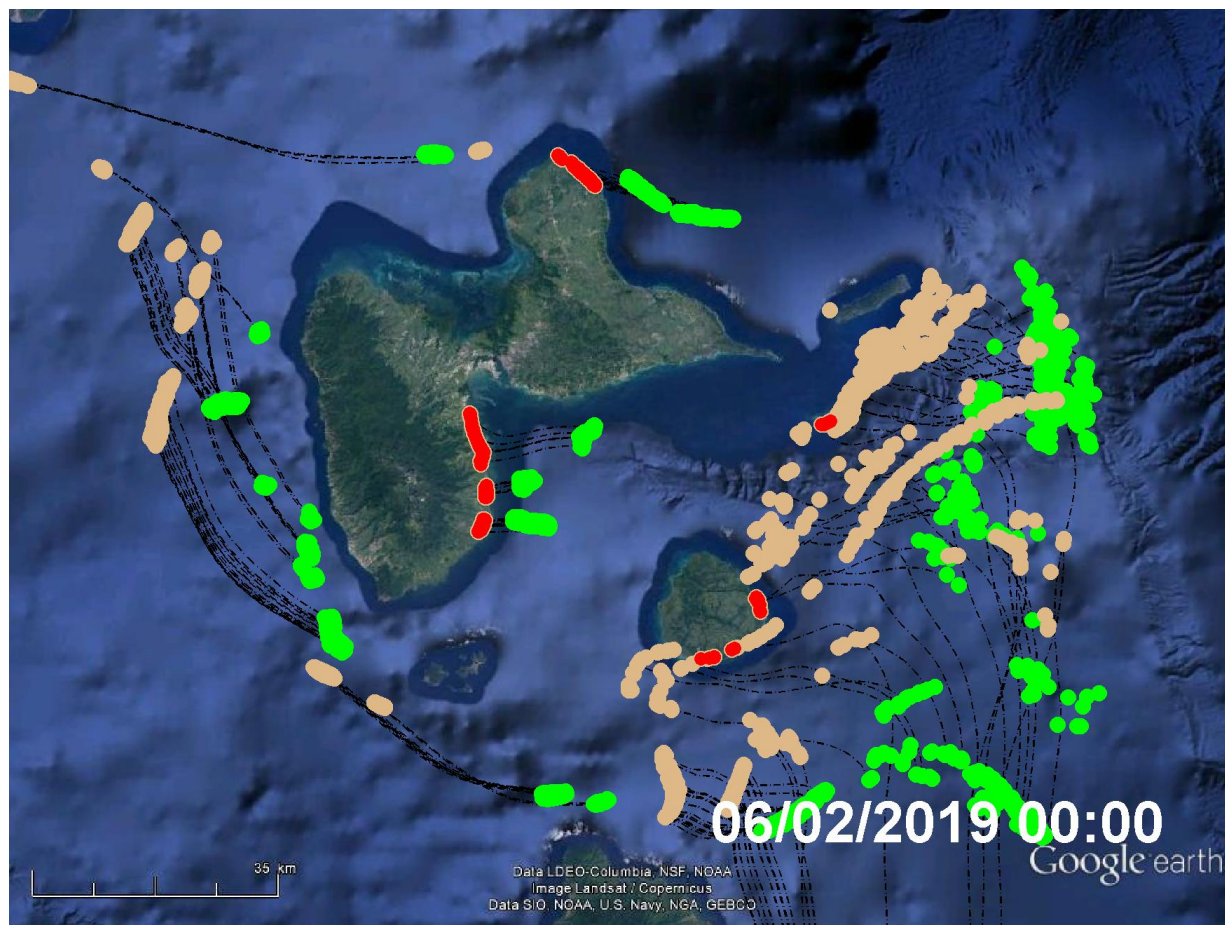 06/02/2019 00:00
Google earth
35 km
Data LDEO-Columbia, NSF, NOAA
Image Landsat / Copernicus
Data SIO, NOAA, U.S. Navy, NGA, GEBCO